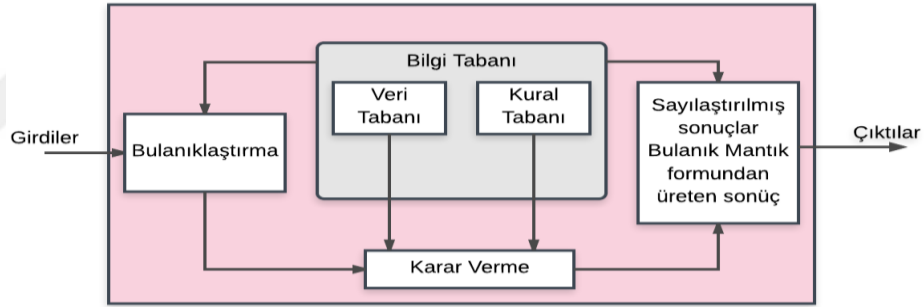 Bilgi Tabanı
Veri
Tabanı
Kural
Tabanı
Girdiler
Bulanıklaştırma
Sayılaştırılmış
sonuçlar
Bulanık Mantık
formundan
üreten sonüç
Çıktılar
Karar Verme